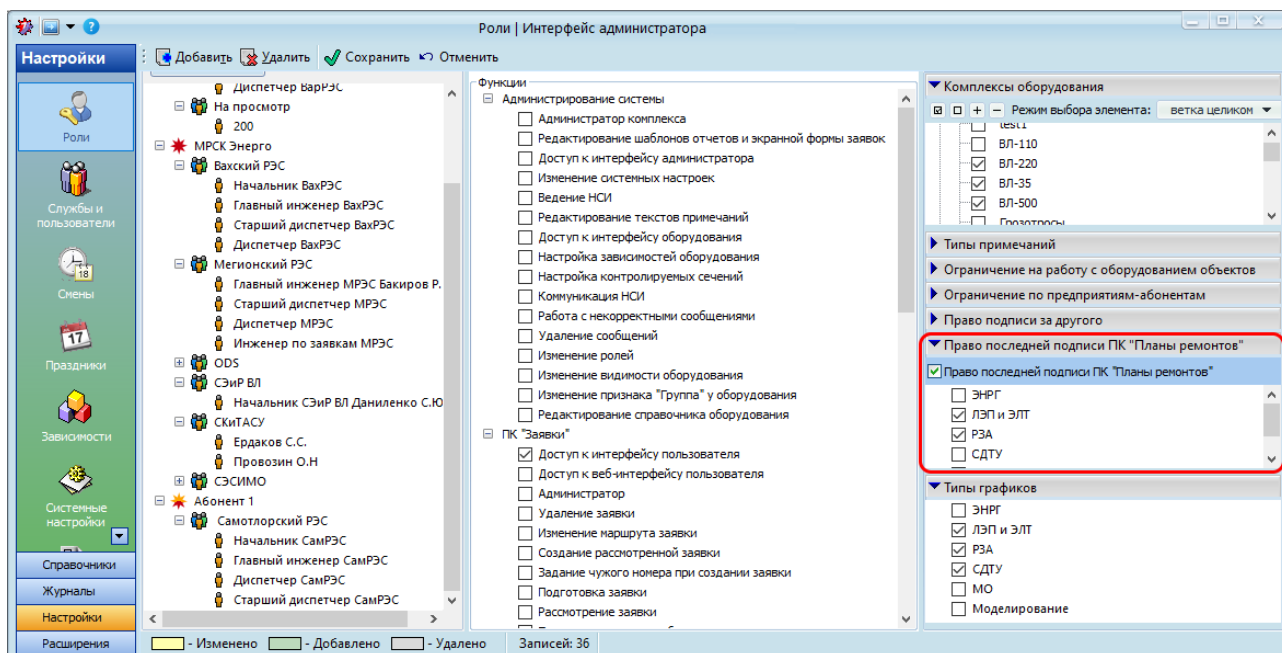 Роли | Интерфейс администратора
Настройки
Добавить Удалить Сохранить Отменить
Роли
Службы и
пользователи
18
Смены
17
Праздники
Зависимости
Системные
настройки
Справочники
Журналы
Настройки
Расширения
Диспетчер ВарРЭС
На просмотр
200
МРСК Энерго
Вахский РЭС
Начальник ВахРЭС
Главный инженер ВахРЭС
Старший диспетчер ВахРЭС
Диспетчер ВахРЭС
Мегионский РЭС
Главный инженер МРЭС Бакиров Р.
Старший диспетчер МРЭС
Диспетчер МРЭС
Инженер по заявкам МРЭС
ODS
СЭиР ВЛ
Начальник СЭиР ВЛ Даниленко С.Ю
СКиТАСУ
Ердаков С.С.
Провозин О.Н
СЭСИМО
Абонент 1
Самотлорский РЭС
Начальник СамРЭС
Главный инженер СамРЭС
Диспетчер СамРЭС
Старший диспетчер СамРЭС
Функции
Администрирование системы
Администратор комплекса
Редактирование шаблонов отчетов и экранной формы заявок
Доступ к интерфейсу администратора
Изменение системных настроек
Ведение НСИ
Редактирование текстов примечаний
Доступ к интерфейсу оборудования
Настройка зависимостей оборудования
Настройка контролируемых сечений
Коммуникация НСИ
Работа с некорректными сообщениями
Удаление сообщений
Изменение ролей
Изменение видимости оборудования
Изменение признака "Группа" у оборудования
Редактирование справочника оборудования
ПК "Заявки"
Доступ к интерфейсу пользователя
Доступ к веб-интерфейсу пользователя
Администратор
Удаление заявки
Изменение маршрута заявки
Создание рассмотренной заявки
Задание чужого номера при создании заявки
Подготовка заявки
Рассмотрение заявки
Комплексы оборудования
Режим выбора элемента: ветка целиком
test1
ВЛ-110
ВЛ-220
ВЛ-35
ВЛ-500
Грозотросы
Типы примечаний
Ограничение на работу с оборудованием объектов
Ограничение по предприятиям-абонентам
Право подписи за другого
Право последней подписи ПК "Планы ремонтов"
Право последней подписи ПК "Планы ремонтов"
ЭНРГ
ЛЭП и ЭЛТ
РЗА
СДТУ
Типы графиков
ЭНРГ
ЛЭП и ЭЛТ
РЗА
СДТУ
МО
Моделирование
- Изменено - Добавлено - Удалено Записей: 36